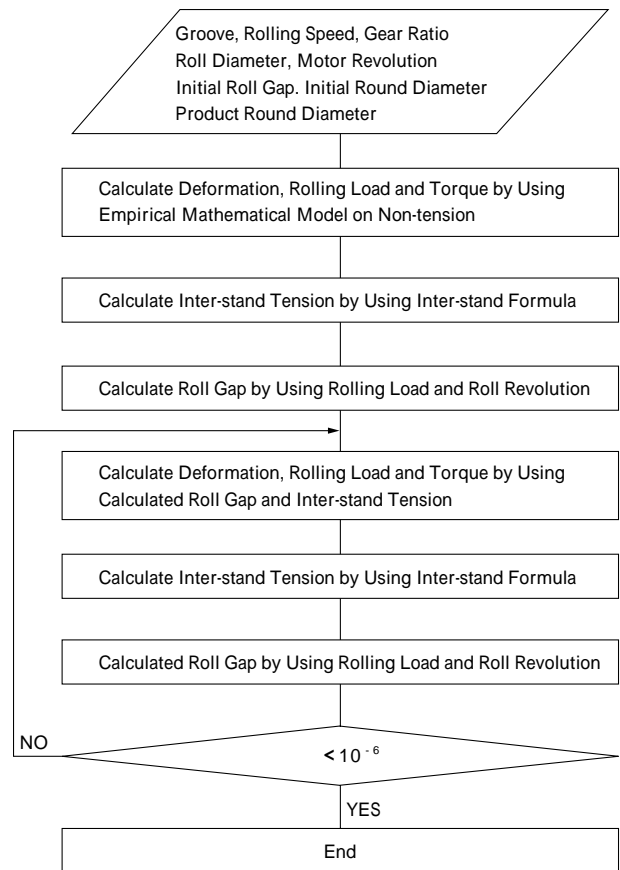 Groove, Rolling Speed, Gear Ratio
Roll Diameter, Motor Revolution
Initial Roll Gap. Initial Round Diameter
Product Round Diameter
Calculate Deformation, Rolling Load and Torque by Using
Empirical Mathematical Model on Non-tension
Calculate Inter-stand Tension by Using Inter-stand Formula
Calculate Roll Gap by Using Rolling Load and Roll Revolution
Calculate Deformation, Rolling Load and Torque by Using
Calculated Roll Gap and Inter-stand Tension
Calculate Inter-stand Tension by Using Inter-stand Formula
Calculated Roll Gap by Using Rolling Load and Roll Revolution
NO
< 10⁻⁶
YES
End